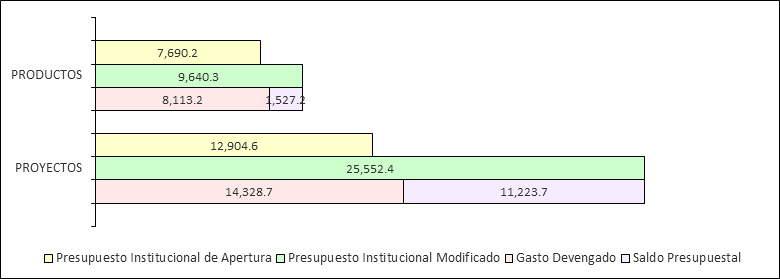 7,690.2
PRODUCTOS
9,640.3
8,113.2
1,527.2
12,904.6
PROYECTOS
25,552.4
14,328.7
11,223.7
Presupuesto Institucional de Apertura
Presupuesto Institucional Modificado
Gasto Devengado
Saldo Presupuestal